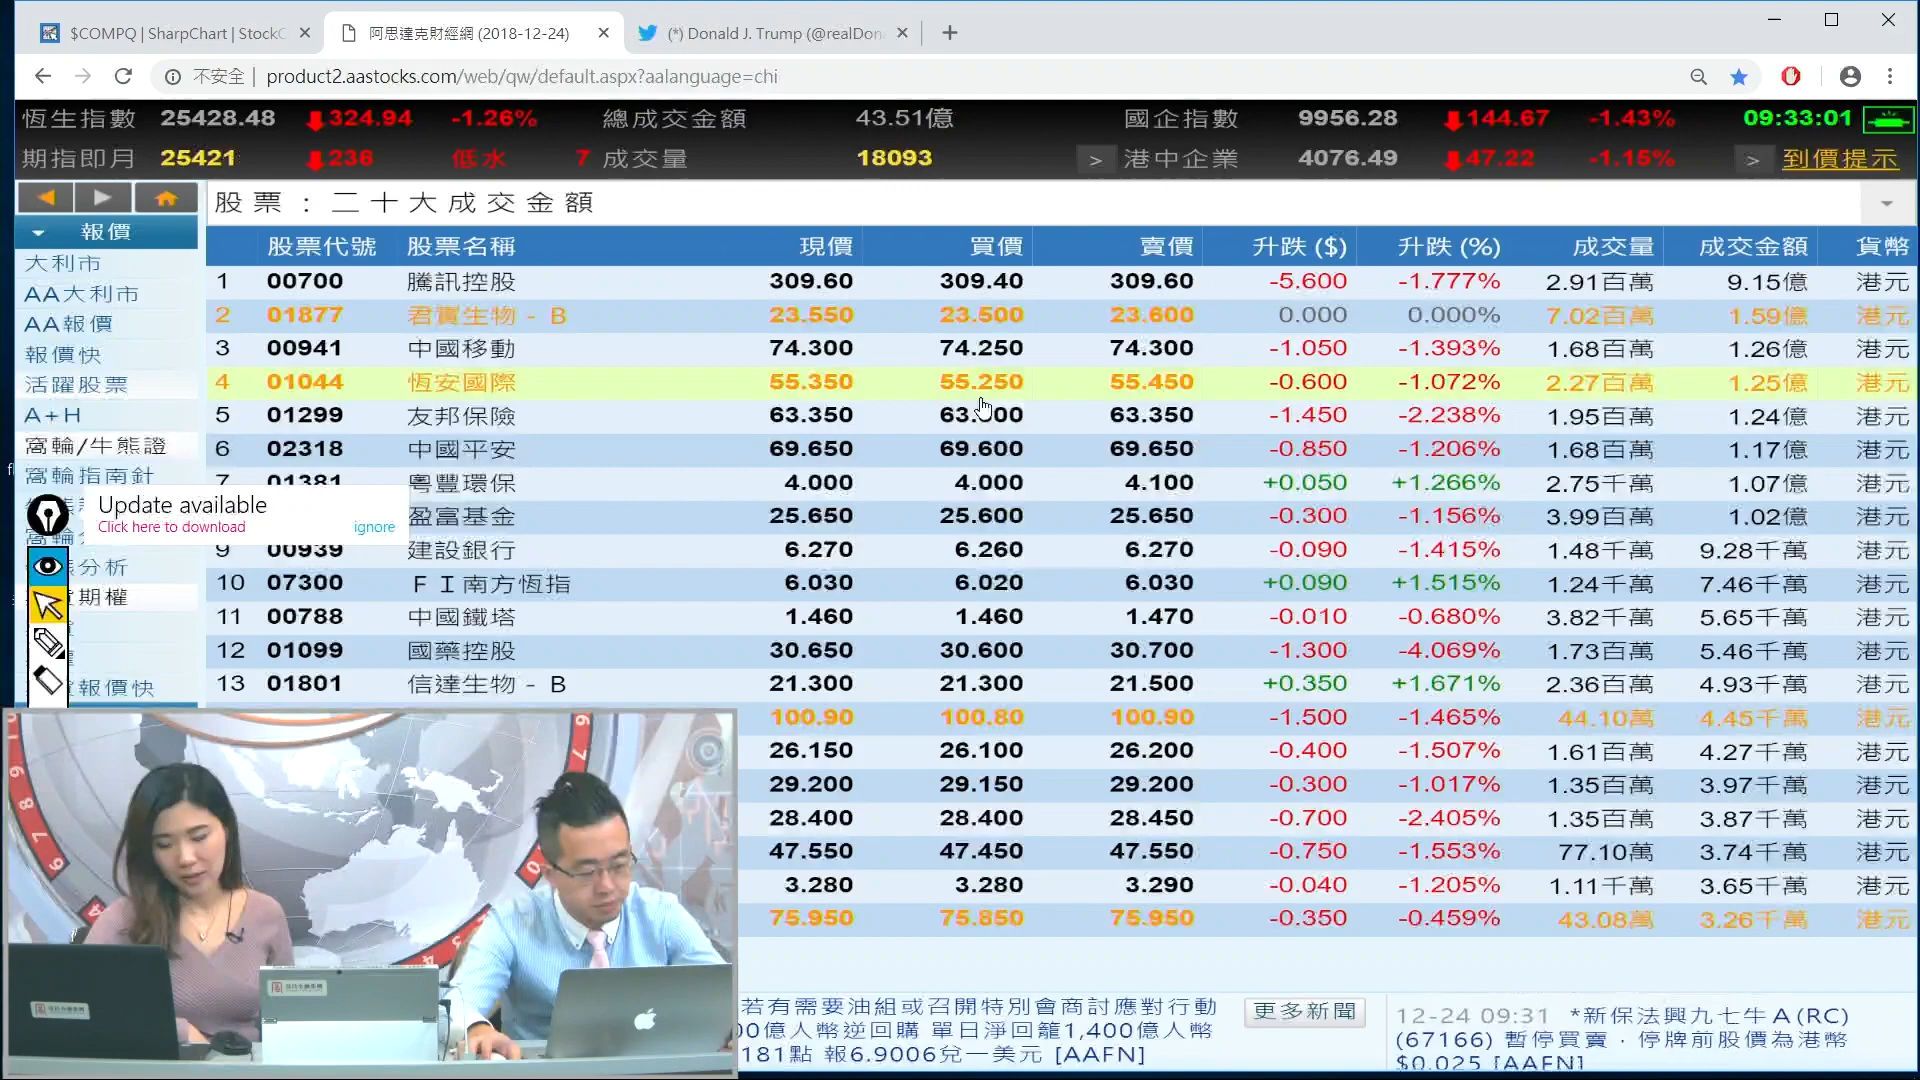 $COMPQ | SharpChart | StockC
阿思達克財經網 (2018-12-24)
(*) Donald J. Trump (@realDon
不安全 | product2.aastocks.com/web/qw/default.aspx?aalanguage=chi
恆生指數 25428.48 324.94 -1.26% 總成交金額 43.51億 國企指數 9956.28 144.67 -1.43% 09:33:01
期指即月 25421 236 低水 7 成交量 18093 > 港中企業 4076.49 47.22 -1.15% > 到價提示
股票：二十大成交金額
報價
大利市
AA大利市
AA報價
報價快
活躍股票
A+H
窩輪/牛熊證
窩輪指南針
分析
期權
報價快
Update available
Click here to download
ignore
股票代號 股票名稱 現價 買價 賣價 升跌 ($) 升跌 (%) 成交量 成交金額 貨幣
1 00700 騰訊控股 309.60 309.40 309.60 -5.600 -1.777% 2.91百萬 9.15億 港元
2 01877 君實生物 - B 23.550 23.500 23.600 0.000 0.000% 7.02百萬 1.59億 港元
3 00941 中國移動 74.300 74.250 74.300 -1.050 -1.393% 1.68百萬 1.26億 港元
4 01044 恆安國際 55.350 55.250 55.450 -0.600 -1.072% 2.27百萬 1.25億 港元
5 01299 友邦保險 63.350 63.300 63.350 -1.450 -2.238% 1.95百萬 1.24億 港元
6 02318 中國平安 69.650 69.600 69.650 -0.850 -1.206% 1.68百萬 1.17億 港元
7 01381 粵豐環保 4.000 4.000 4.100 +0.050 +1.266% 2.75千萬 1.07億 港元
盈富基金 25.650 25.600 25.650 -0.300 -1.156% 3.99百萬 1.02億 港元
9 00939 建設銀行 6.270 6.260 6.270 -0.090 -1.415% 1.48千萬 9.28千萬 港元
10 07300 ＦＩ南方恆指 6.030 6.020 6.030 +0.090 +1.515% 1.24千萬 7.46千萬 港元
11 00788 中國鐵塔 1.460 1.460 1.470 -0.010 -0.680% 3.82千萬 5.65千萬 港元
12 01099 國藥控股 30.650 30.600 30.700 -1.300 -4.069% 1.73百萬 5.46千萬 港元
13 01801 信達生物 - B 21.300 21.300 21.500 +0.350 +1.671% 2.36百萬 4.93千萬 港元
100.90 100.80 100.90 -1.500 -1.465% 44.10萬 4.45千萬 港元
26.150 26.100 26.200 -0.400 -1.507% 1.61百萬 4.27千萬 港元
29.200 29.150 29.200 -0.300 -1.017% 1.35百萬 3.97千萬 港元
28.400 28.400 28.450 -0.700 -2.405% 1.35百萬 3.87千萬 港元
47.550 47.450 47.550 -0.750 -1.553% 77.10萬 3.74千萬 港元
3.280 3.280 3.290 -0.040 -1.205% 1.11千萬 3.65千萬 港元
75.950 75.850 75.950 -0.350 -0.459% 43.08萬 3.26千萬 港元
若有需要油組或召開特別會商討應對行動
00億人幣逆回購 單日淨回籠1,400億人幣
181點 報6.9006兌一美元 [AAFN]
更多新聞
12-24 09:31 *新保法興九七牛Ａ(RC)
(67166) 暫停買賣．停牌前股價為港幣
$0.025 [AAFN]